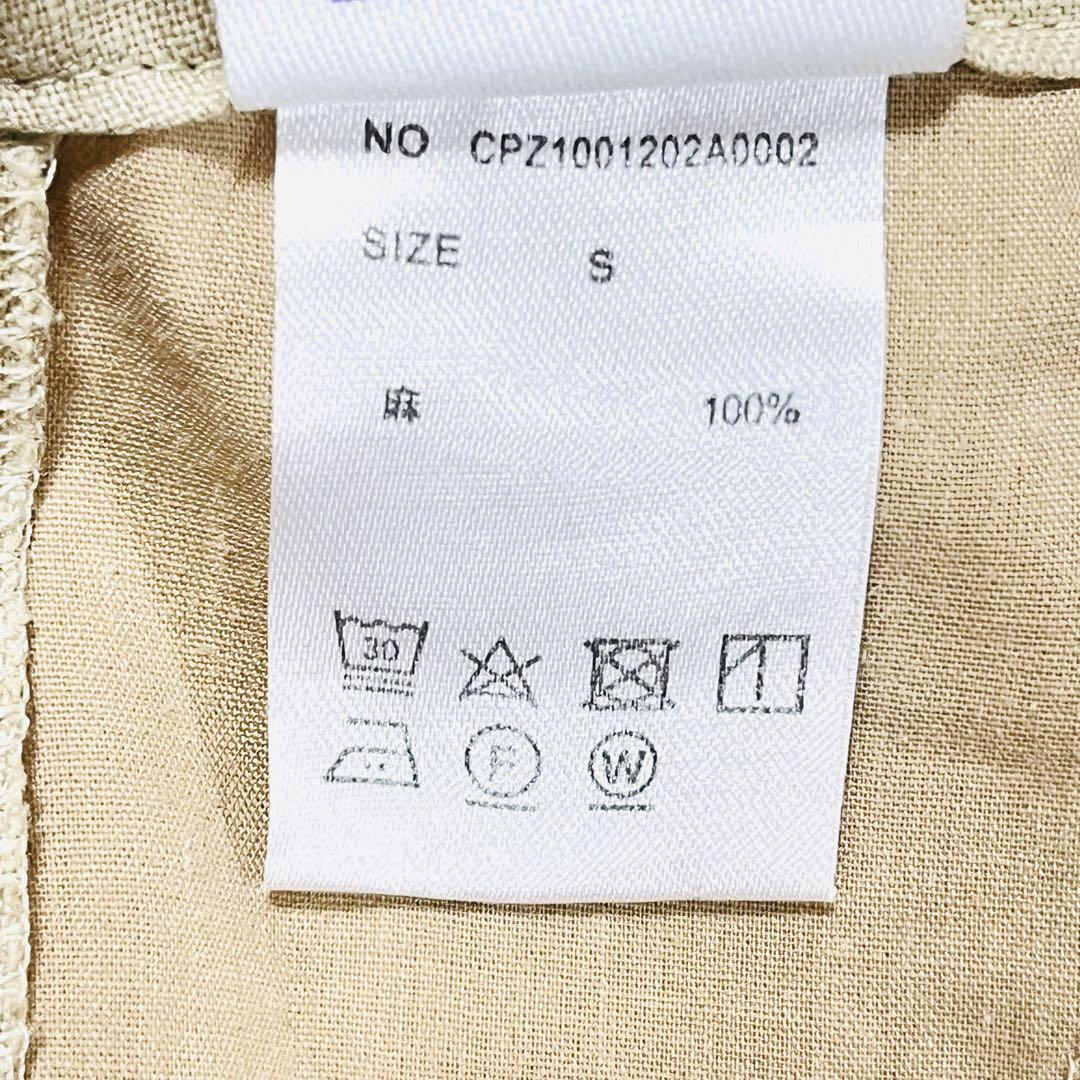 NO CPZ1001202A0002
SIZE S
麻 100%
30
P
W